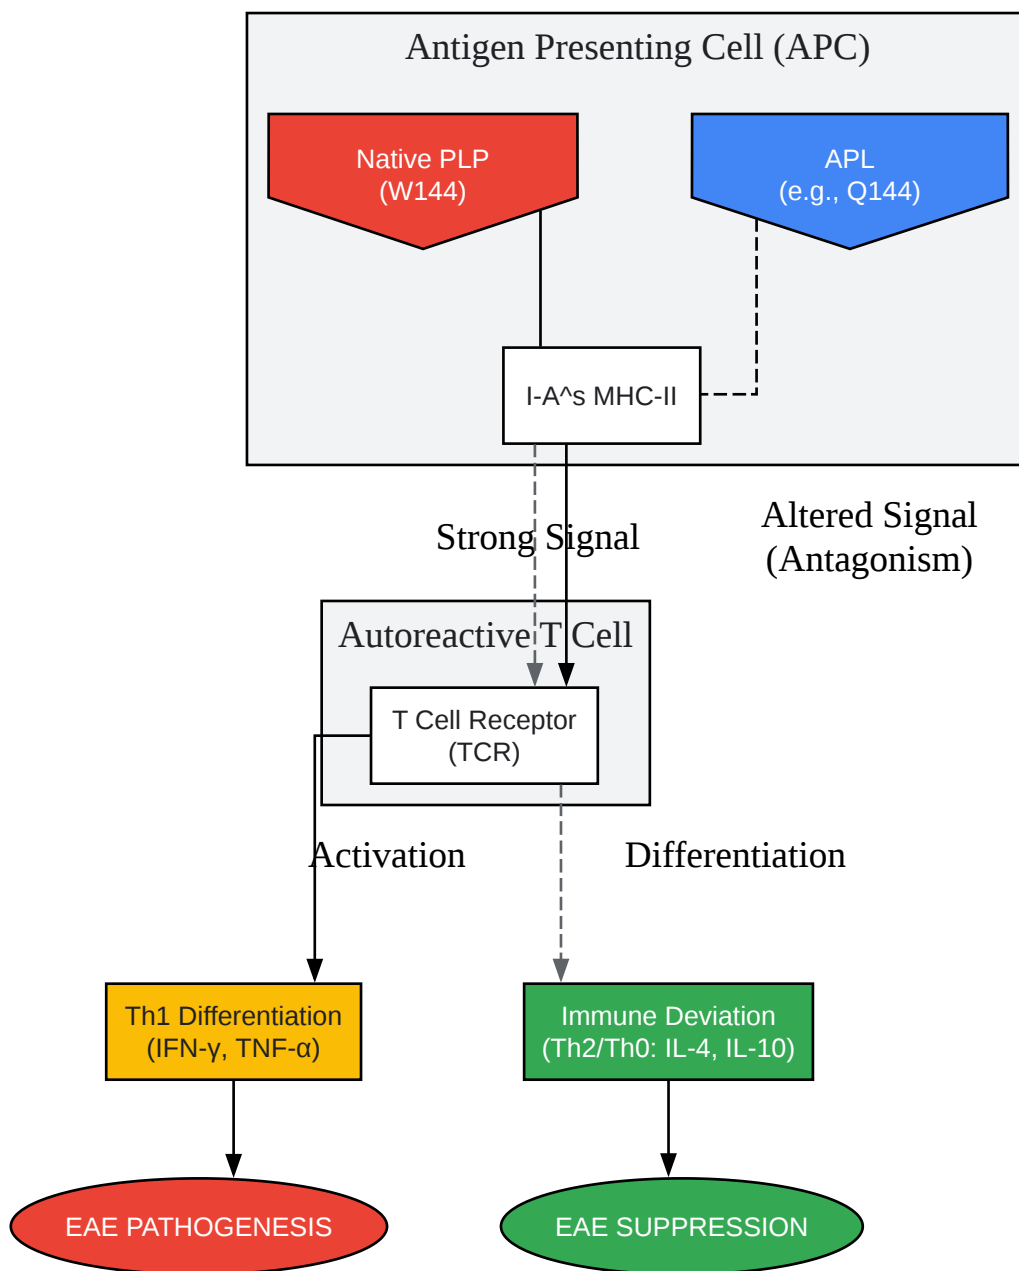 Antigen Presenting Cell (APC)
Native PLP
(W144)
APL
(e.g., Q144)
I-A^s MHC-II
Strong Signal
Altered Signal
(Antagonism)
Autoreactive T Cell
T Cell Receptor
(TCR)
Activation
Differentiation
Th1 Differentiation
(IFN-γ, TNF-α)
Immune Deviation
(Th2/Th0: IL-4, IL-10)
EAE PATHOGENESIS
EAE SUPPRESSION